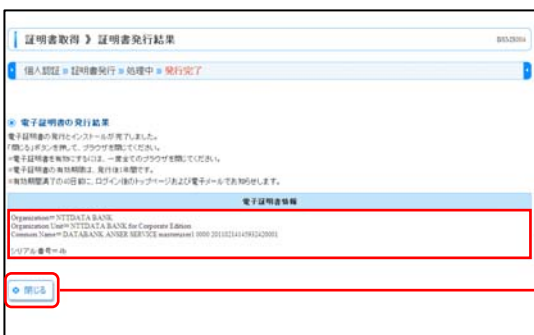 証明書取得 》 証明書発行結果
個人認証 » 証明書発行 » 処理中 » 発行完了
電子証明書の発行結果
電子証明書の発行とインストールが完了しました。
「閉じる」ボタンを押して、ブラウザを閉じてください。
※電子証明書を有効にするには、一度全てのブラウザを閉じてください。
※電子証明書の有効期限は、発行後1年間です。
※有効期間満了の40日前に、ログイン後のトップページおよび電子メールでお知らせします。
電子証明書情報
Organization=NTTDATA BANK
Organization Unit=NTTDATA BANK for Corporate Edition
Common Name=DATABANK ANSER SERVICE masteruser1 0000
シリアル番号=
閉じる